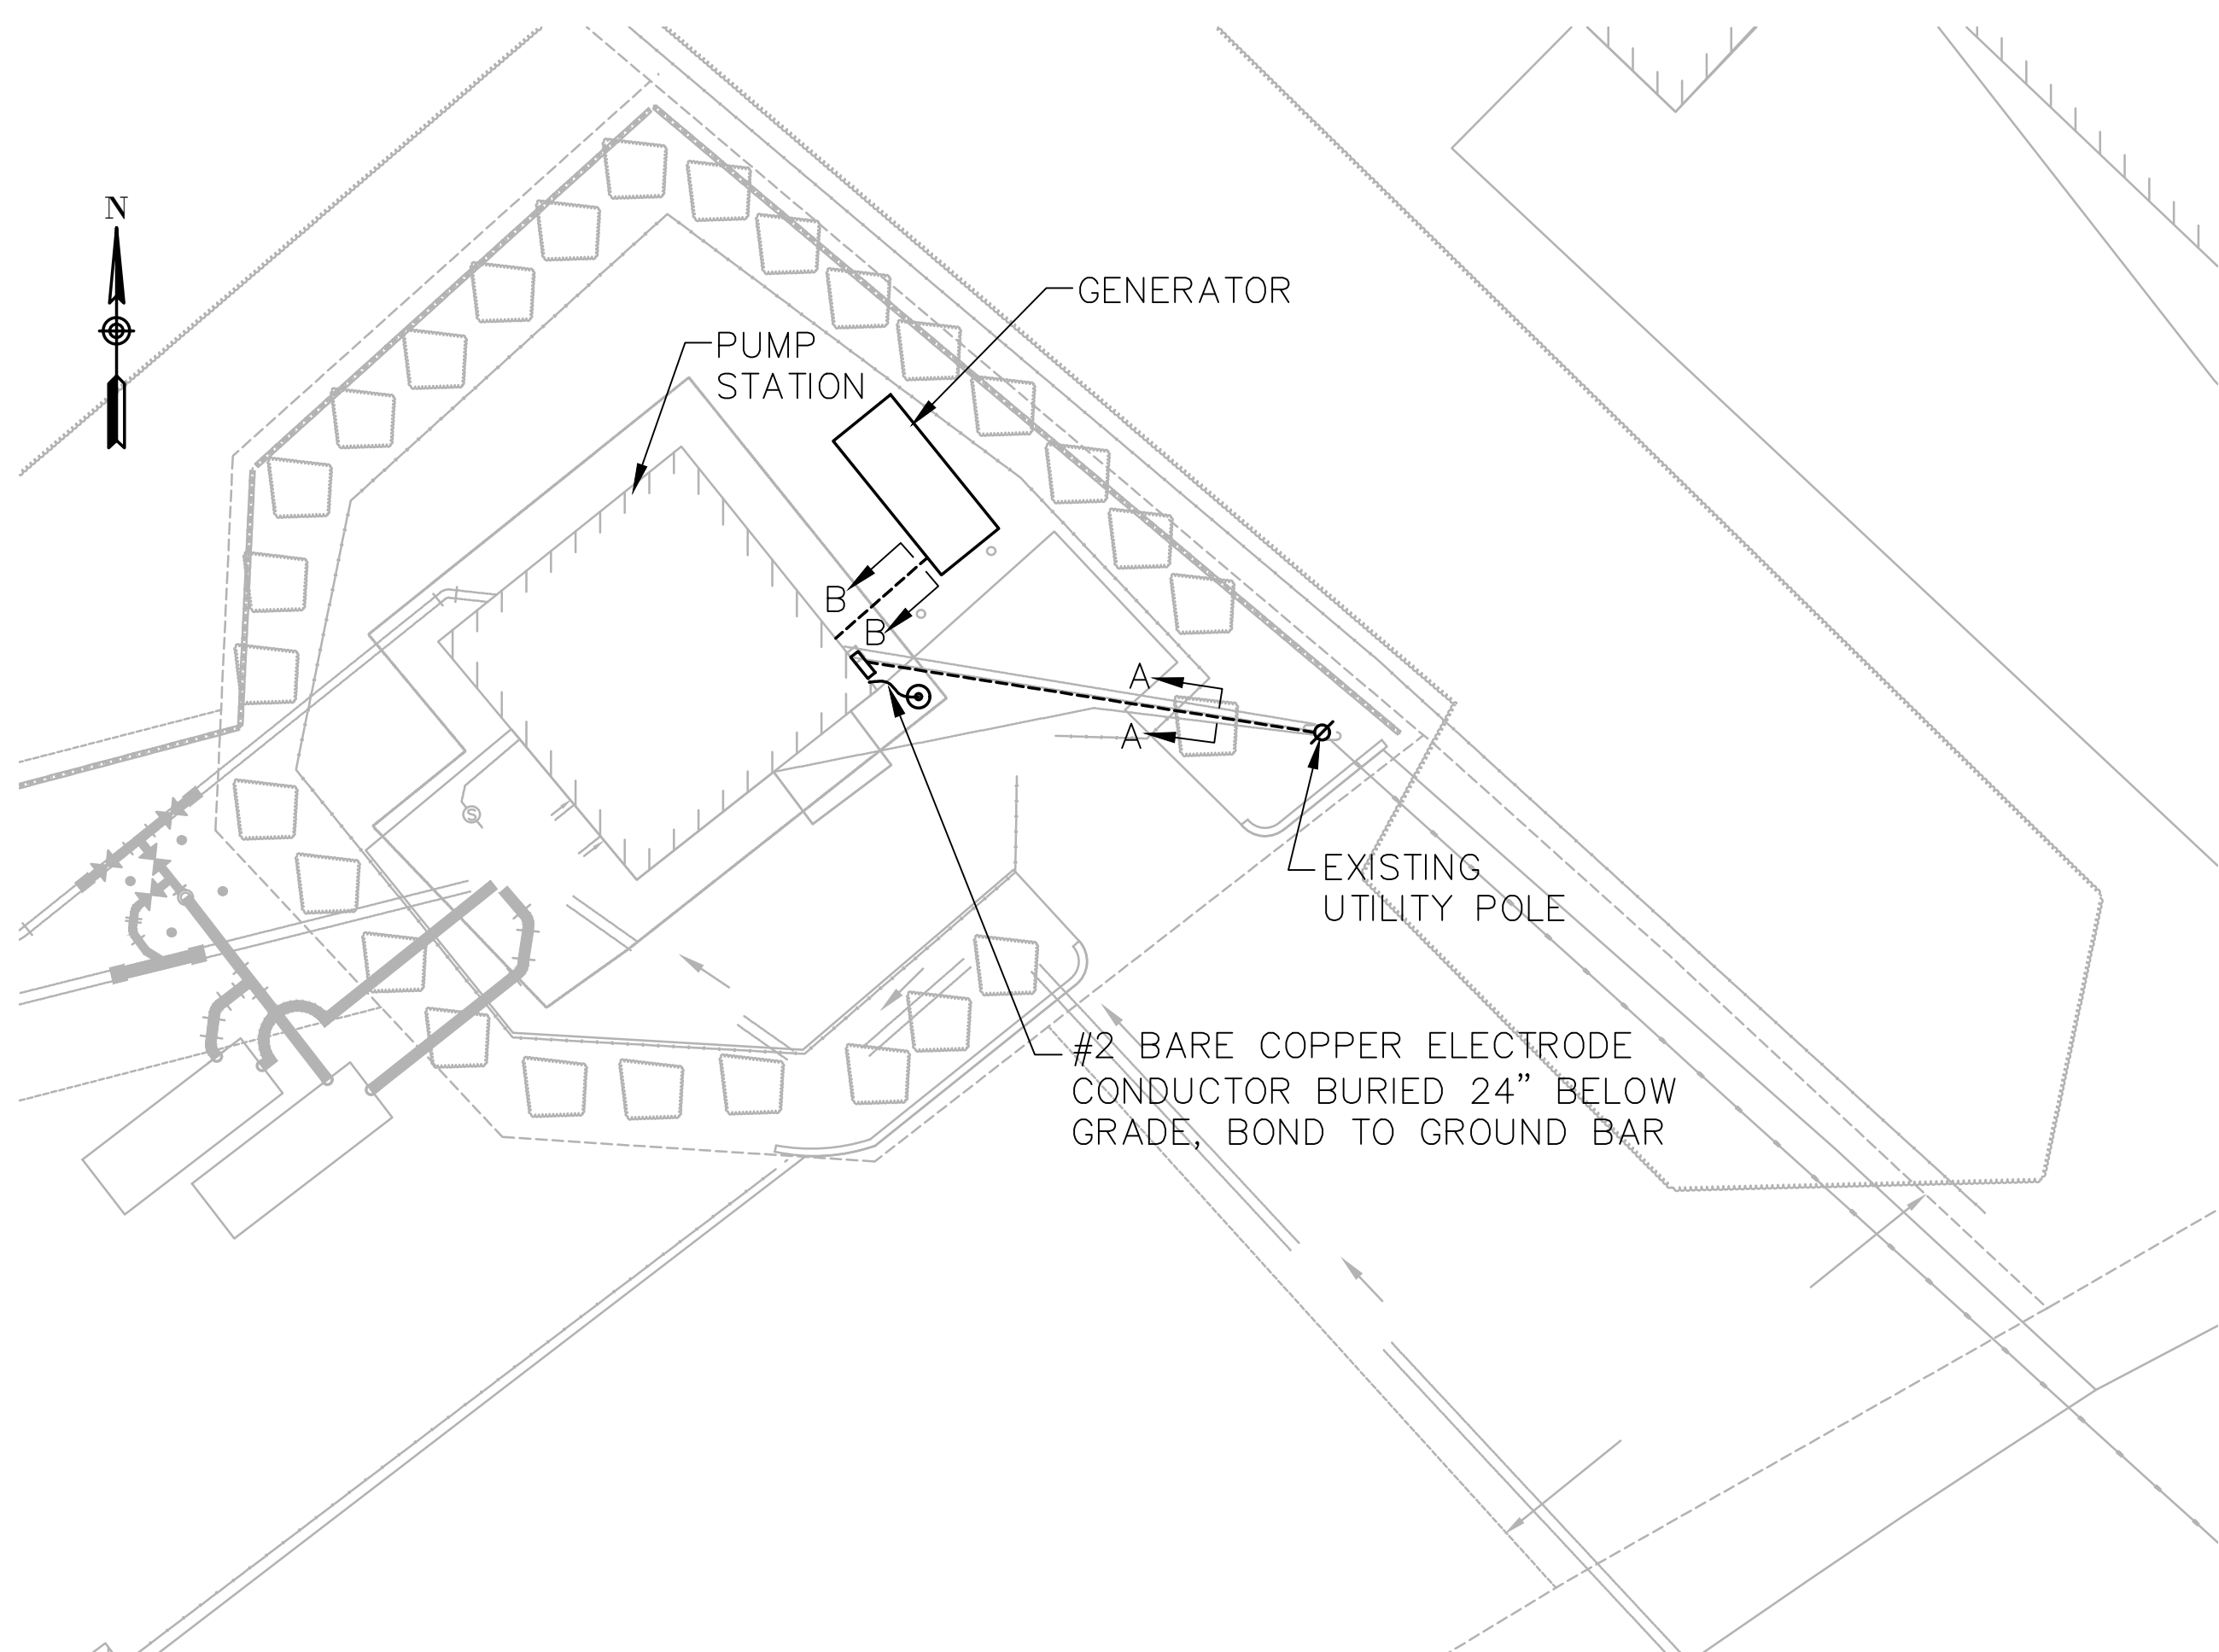 N
GENERATOR
PUMP
STATION
B
B
A
A
S
EXISTING
UTILITY POLE
#2 BARE COPPER ELECTRODE
CONDUCTOR BURIED 24" BELOW
GRADE, BOND TO GROUND BAR